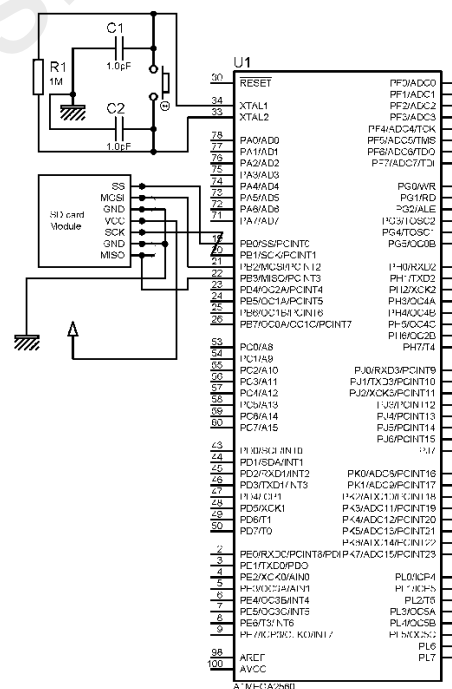 C1
1.0pF
R1
1M
C2
1.0pF
U1
30 RESET
34 XTAL1
33 XTAL2
78 PA0/AD0
77 PA1/AD1
76 PA2/AD2
75 PA3/AD3
74 PA4/AD4
73 PA5/AD5
72 PA6/AD6
71 PA7/AD7
SD card
Module
SS
MOSI
GND
VCC
SCK
GND
MISO
19 PB0/SS/PCINT0
20 PB1/SCK/PCINT1
21 PB2/MOSI/PCINT2
22 PB3/MISO/PCINT3
23 PB4/OC2A/PCINT4
24 PB5/OC1A/PCINT5
25 PB6/OC1B/PCINT6
26 PB7/OC0A/OC1C/PCINT7
53 PC0/A8
54 PC1/A9
55 PC2/A10
56 PC3/A11
57 PC4/A12
58 PC5/A13
59 PC6/A14
60 PC7/A15
43 PD0/SCL/INT0
44 PD1/SDA/INT1
45 PD2/RXD1/INT2
46 PD3/TXD1/INT3
47 PD4/ICP1
48 PD5/XCK1
49 PD6/T1
50 PD7/T0
2 PE0/RXD0/PCINT8/PDI
3 PE1/TXD0/PDO
4 PE2/XCK0/AIN0
5 PE3/OC3A/AIN1
6 PE4/OC3B/INT4
7 PE5/OC3C/INT5
8 PE6/T3/INT6
9 PE7/ICP3/CLKO/INT7
98 AREF
100 AVCC
PF0/ADC0
PF1/ADC1
PF2/ADC2
PF3/ADC3
PF4/ADC4/TCK
PF5/ADC5/TMS
PF6/ADC6/TDO
PF7/ADC7/TDI
PG0/WR
PG1/RD
PG2/ALE
PG3/TOSC2
PG4/TOSC1
PG5/OC0B
PH0/RXD2
PH1/TXD2
PH2/XCK2
PH3/OC4A
PH4/OC4B
PH5/OC4C
PH6/OC2B
PH7/T4
PJ0/RXD3/PCINT9
PJ1/TXD3/PCINT10
PJ2/XCK3/PCINT11
PJ3/PCINT12
PJ4/PCINT13
PJ5/PCINT14
PJ6/PCINT15
PJ7
PK0/ADC8/PCINT16
PK1/ADC9/PCINT17
PK2/ADC10/PCINT18
PK3/ADC11/PCINT19
PK4/ADC12/PCINT20
PK5/ADC13/PCINT21
PK6/ADC14/PCINT22
PK7/ADC15/PCINT23
PL0/ICP4
PL1/ICP5
PL2/T5
PL3/OC5A
PL4/OC5B
PL5/OC5C
PL6
PL7
ATMEGA2560